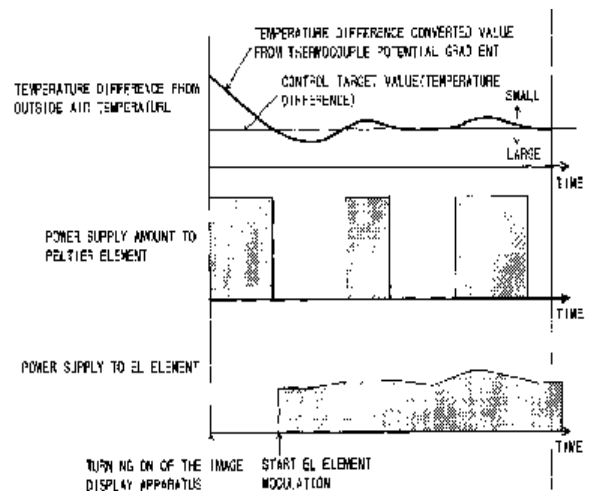 TEMPERATURE DIFFERENCE CONVERTED VALUE
FROM THERMOCOUPLE POTENTIAL GRADIENT
TEMPERATURE DIFFERENCE FROM
OUTSIDE AIR TEMPERATURE
CONTROL TARGET VALUE(TEMPERATURE
DIFFERENCE)
SMALL
LARGE
TIME
POWER SUPPLY AMOUNT TO
PELTIER ELEMENT
TIME
POWER SUPPLY TO EL ELEMENT
TIME
TURNING ON OF THE IMAGE
DISPLAY APPARATUS
START EL ELEMENT
MODULATION